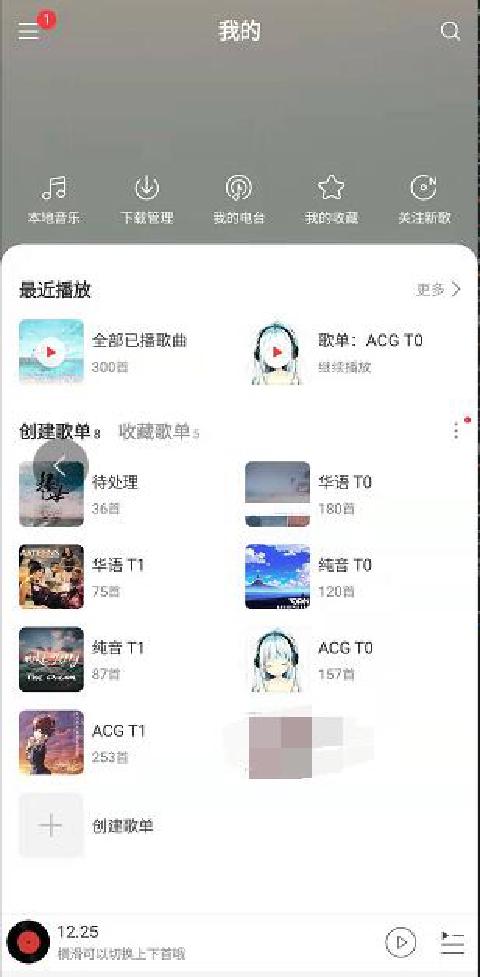 1
我的
本地音乐
下载管理
我的电台
我的收藏
关注新歌
最近播放
更多
全部已播歌曲
300首
歌单：ACG T0
继续播放
创建歌单8
收藏歌单5
待处理
36首
华语 T0
180首
华语 T1
75首
纯音 T0
120首
纯音 T1
87首
ACG T0
157首
ACG T1
253首
创建歌单
12.25
横滑可以切换上下首哦